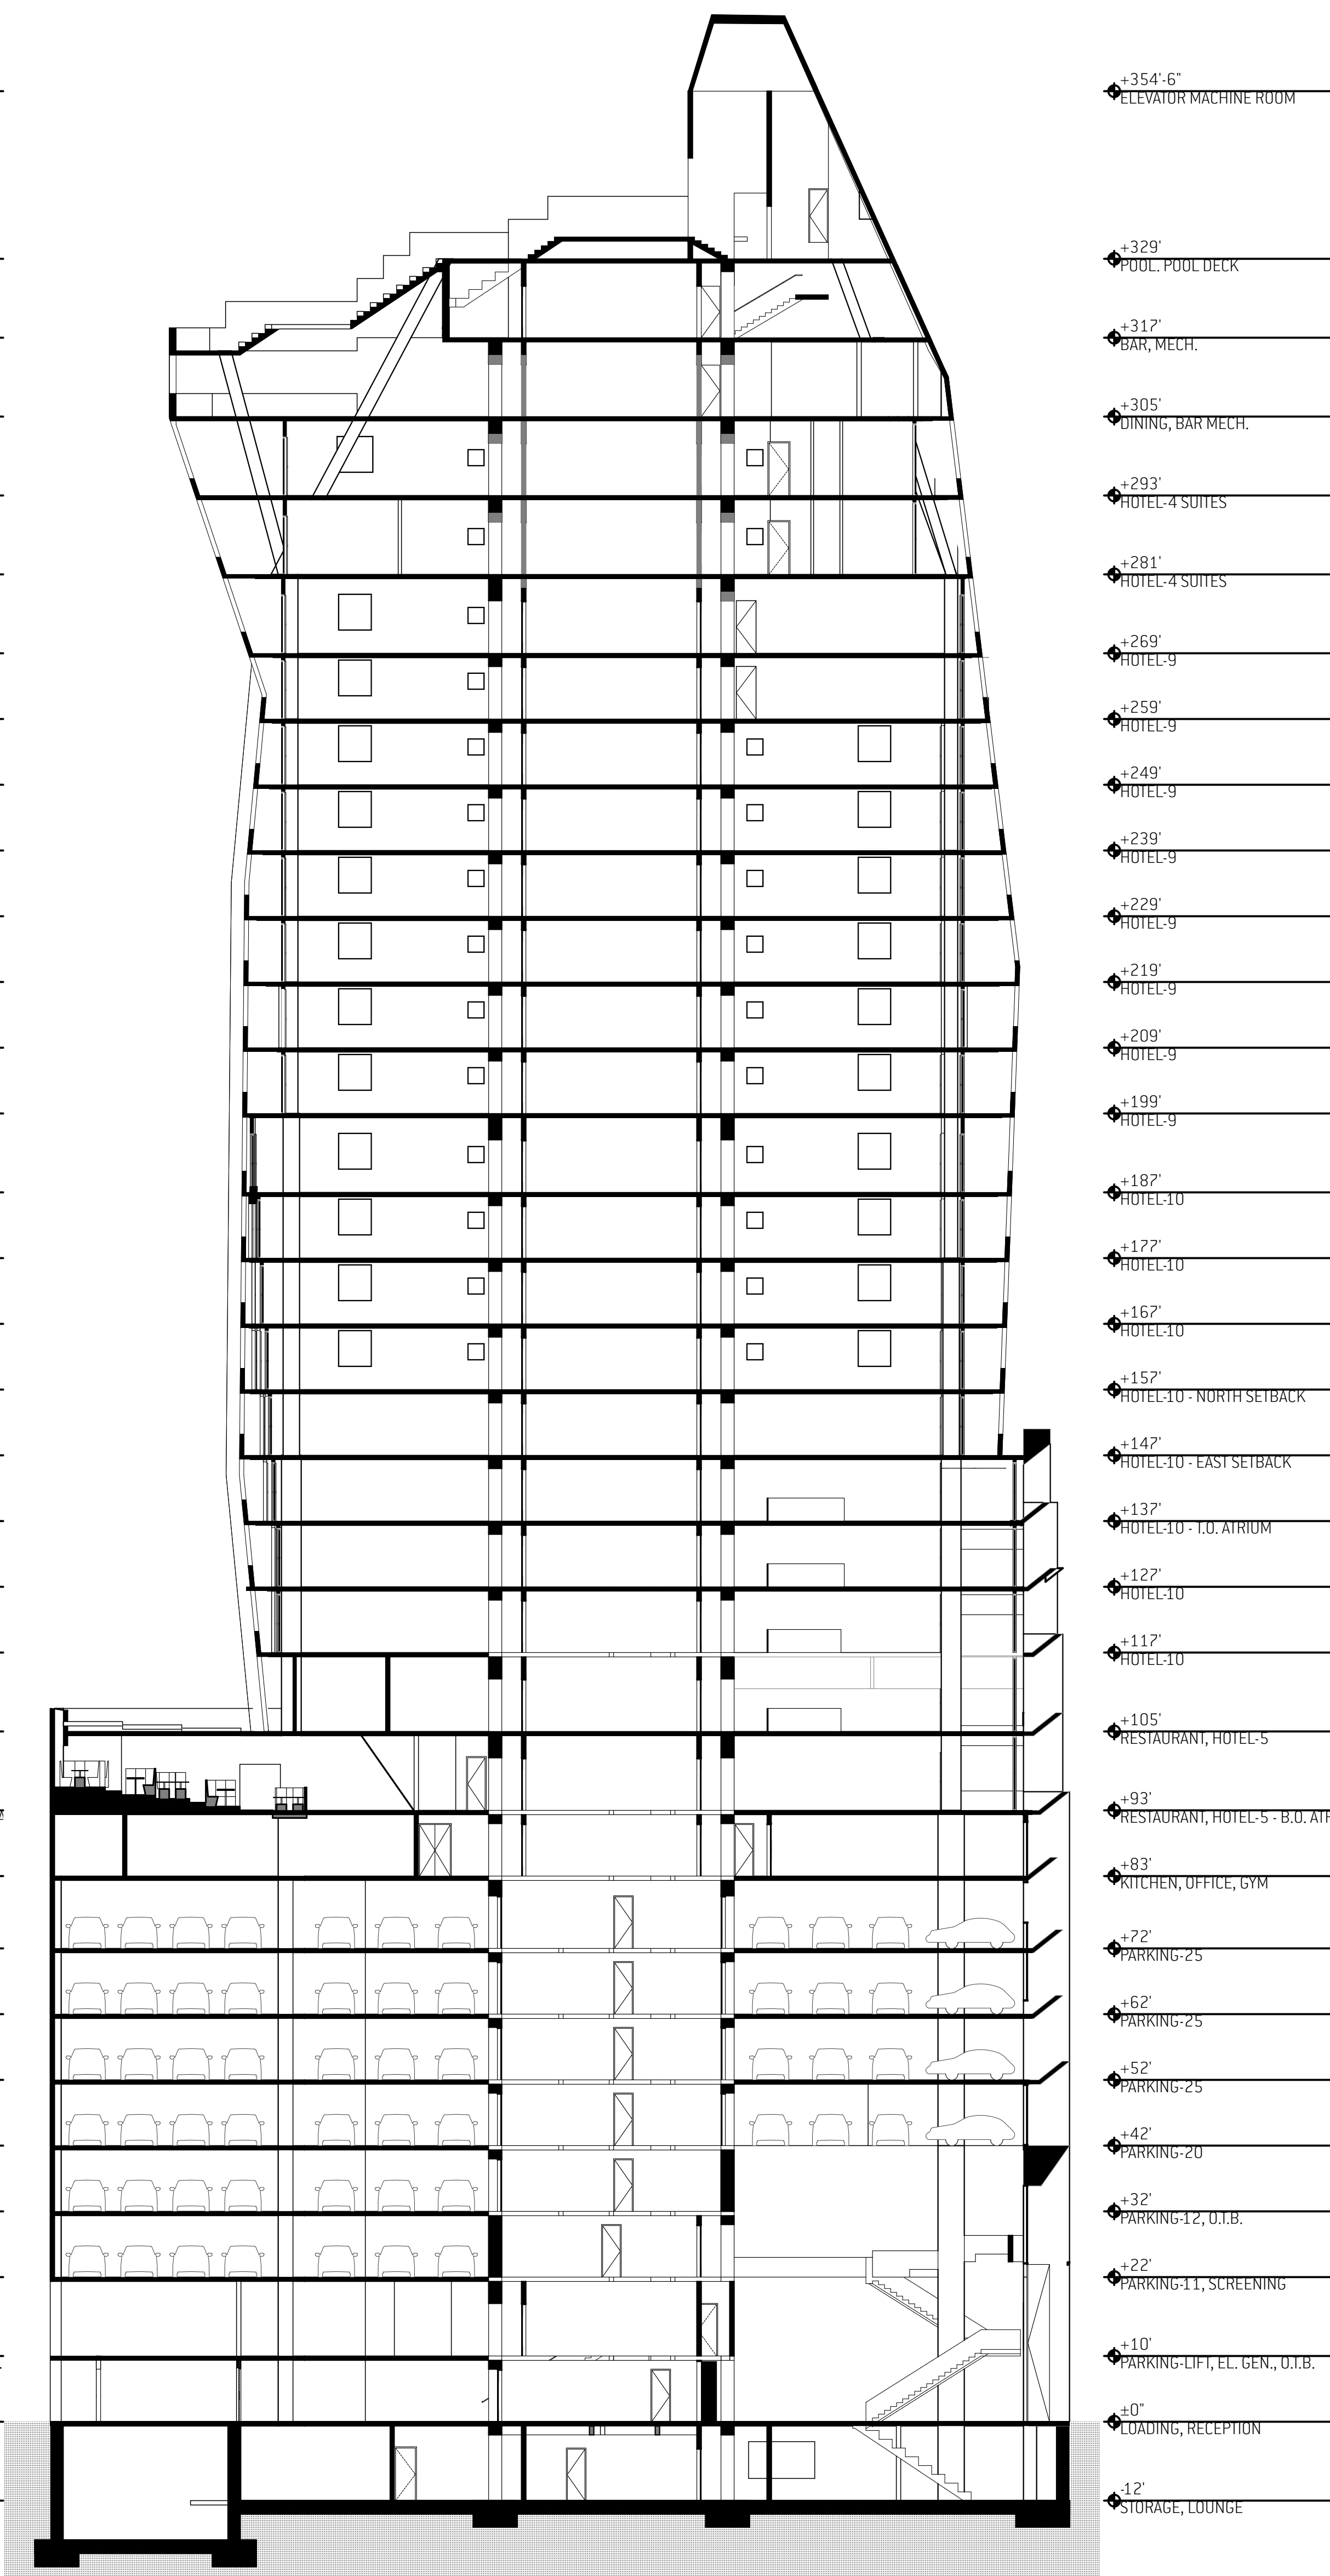 +354'-6"
ELEVATOR MACHINE ROOM
+329'
POOL. POOL DECK
+317'
BAR, MECH.
+305'
DINING, BAR MECH.
+293'
HOTEL-4 SUITES
+281'
HOTEL-4 SUITES
+269'
HOTEL-9
+259'
HOTEL-9
+249'
HOTEL-9
+239'
HOTEL-9
+229'
HOTEL-9
+219'
HOTEL-9
+209'
HOTEL-9
+199'
HOTEL-9
+187'
HOTEL-10
+177'
HOTEL-10
+167'
HOTEL-10
+157'
HOTEL-10 - NORTH SETBACK
+147'
HOTEL-10 - EAST SETBACK
+137'
HOTEL-10 - T.O. ATRIUM
+127'
HOTEL-10
+117'
HOTEL-10
+105'
RESTAURANT, HOTEL-5
+93'
RESTAURANT, HOTEL-5 - B.O.
+83'
KITCHEN, OFFICE, GYM
+72'
PARKING-25
+62'
PARKING-25
+52'
PARKING-25
+42'
PARKING-20
+32'
PARKING-12, O.T.B.
+22'
PARKING-11, SCREENING
+10'
PARKING-LIFT, EL. GEN., O.T.B.
±0"
LOADING, RECEPTION
-12'
STORAGE, LOUNGE